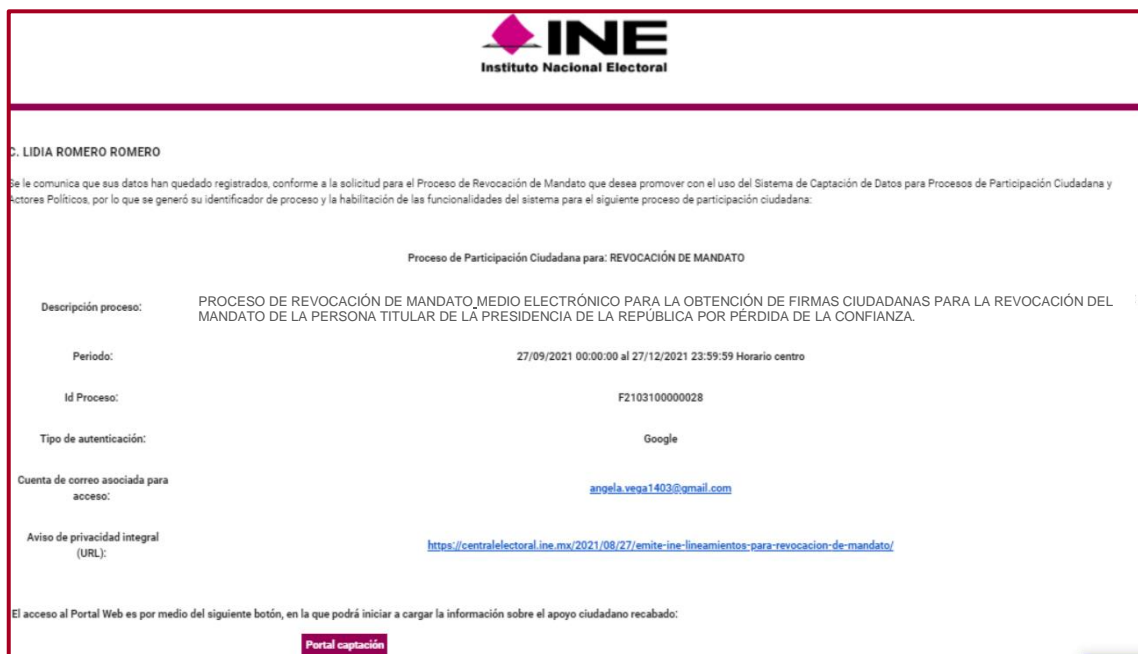 INE
Instituto Nacional Electoral
C. LIDIA ROMERO ROMERO
Se le comunica que sus datos han quedado registrados, conforme a la solicitud para el Proceso de Revocación de Mandato que desea promover con el uso del Sistema de Captación de Datos para Procesos de Participación Ciudadana y
Actores Políticos, por lo que se generó su identificador de proceso y la habilitación de las funcionalidades del sistema para el siguiente proceso de participación ciudadana:
Proceso de Participación Ciudadana para: REVOCACIÓN DE MANDATO
Descripción proceso:
PROCESO DE REVOCACIÓN DE MANDATO_MEDIO ELECTRÓNICO PARA LA OBTENCIÓN DE FIRMAS CIUDADANAS PARA LA REVOCACIÓN DEL
MANDATO DE LA PERSONA TITULAR DE LA PRESIDENCIA DE LA REPÚBLICA POR PÉRDIDA DE LA CONFIANZA.
Periodo:
27/09/2021 00:00:00 al 27/12/2021 23:59:59 Horario centro
Id Proceso:
F2103100000028
Tipo de autenticación:
Google
Cuenta de correo asociada para
acceso:
angela.vega1403@gmail.com
Aviso de privacidad integral
(URL):
https://centralelectoral.ine.mx/2021/08/27/emite-ine-lineamientos-para-revocacion-de-mandato/
El acceso al Portal Web es por medio del siguiente botón, en la que podrá iniciar a cargar la información sobre el apoyo ciudadano recabado:
Portal captación